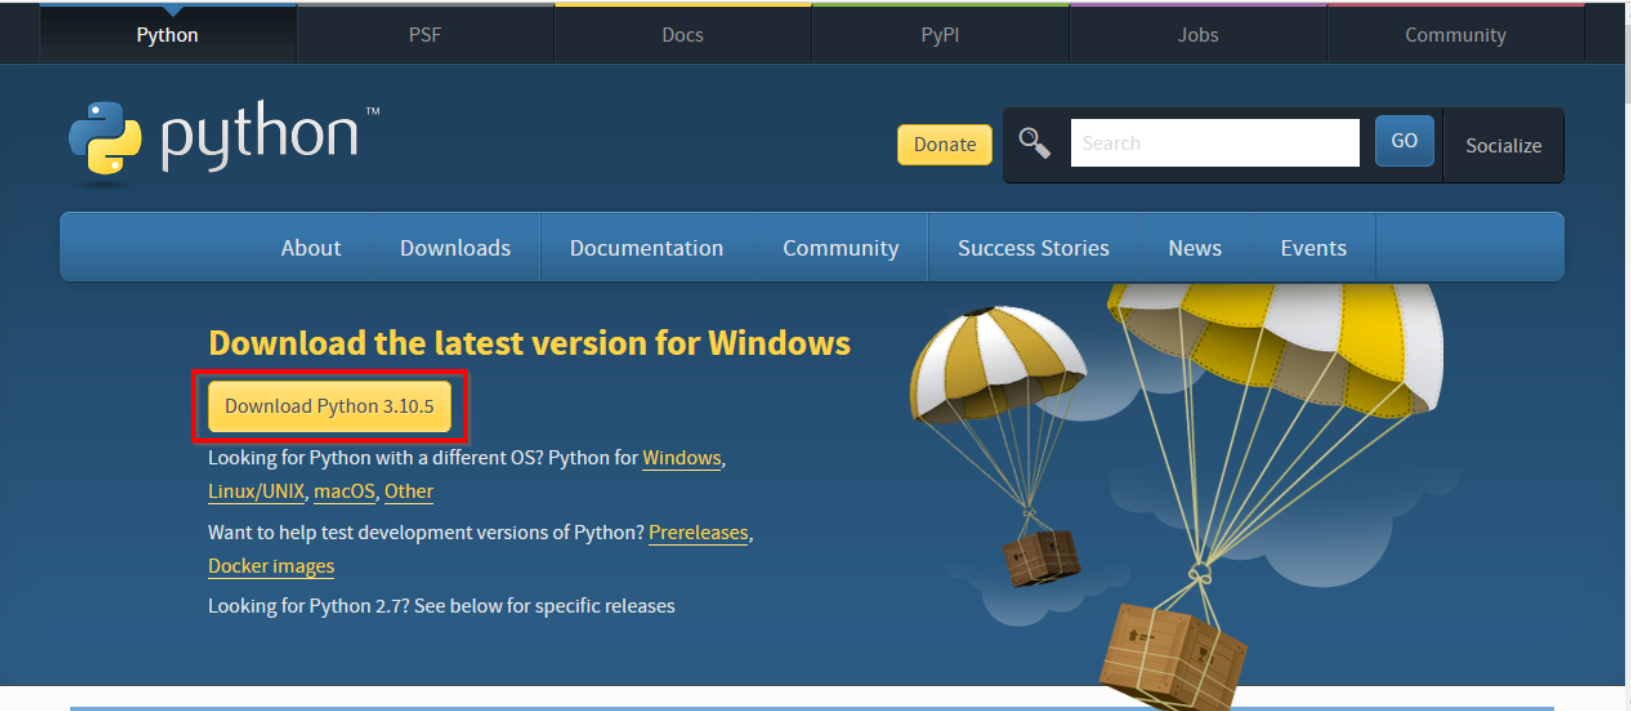 Python PSF Docs PyPI Jobs Community
python™
Donate Search GO Socialize
About Downloads Documentation Community Success Stories News Events
Download the latest version for Windows
Download Python 3.10.5
Looking for Python with a different OS? Python for Windows,
Linux/UNIX, macOS, Other
Want to help test development versions of Python? Prereleases,
Docker images
Looking for Python 2.7? See below for specific releases